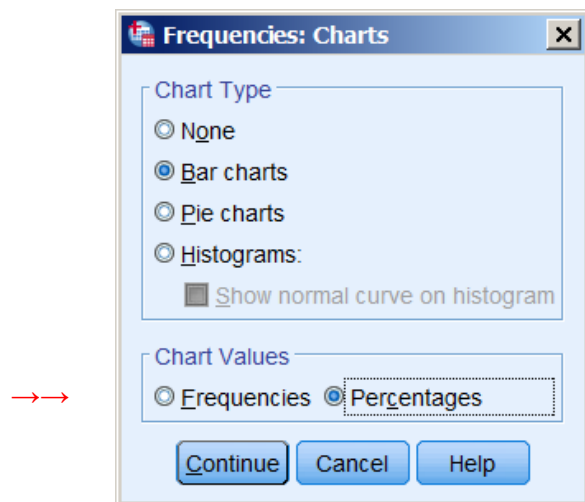 Frequencies: Charts
Chart Type
None
Bar charts
Pie charts
Histograms:
Show normal curve on histogram
Chart Values
→→ Frequencies Percentages
Continue Cancel Help